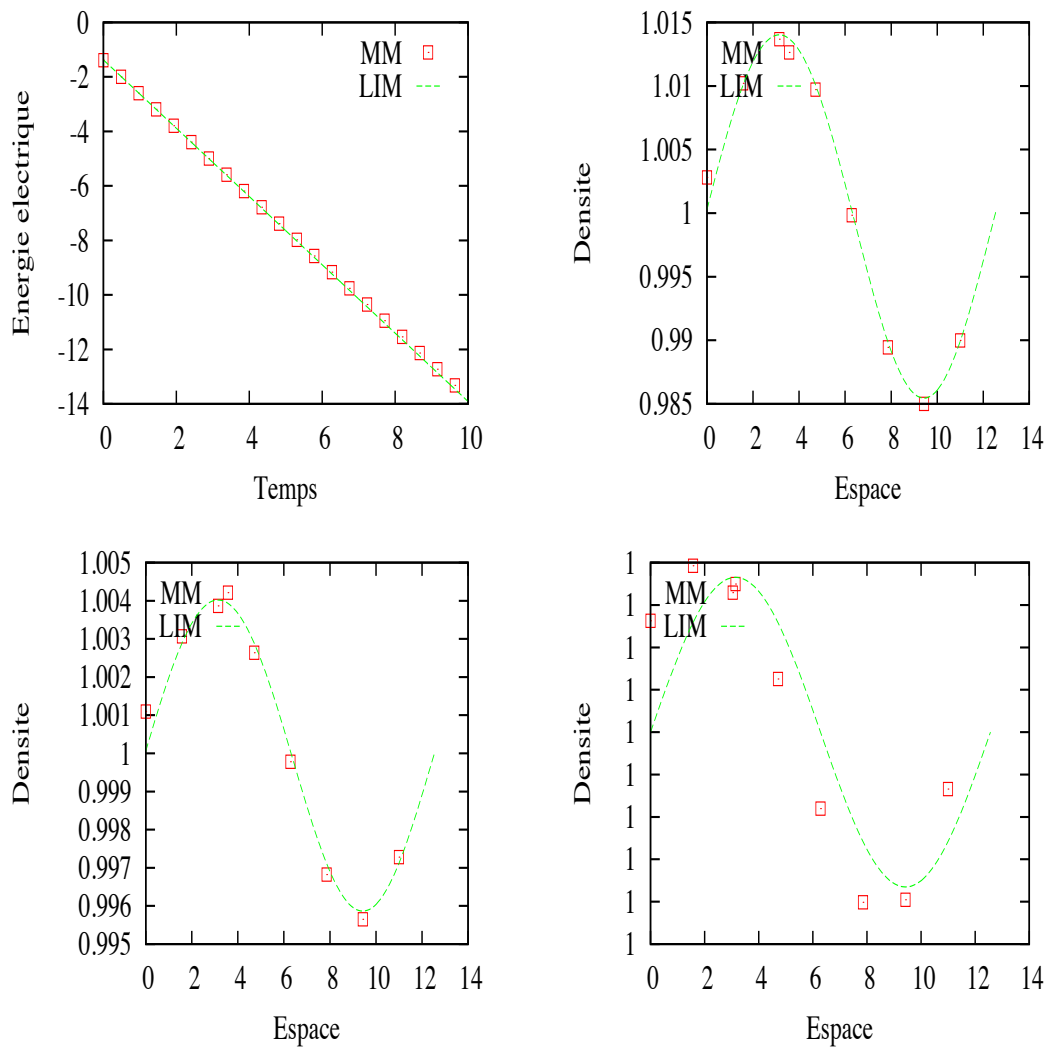 Energie electrique
0
-2
-4
-6
-8
-10
-12
-14
MM
LIM
0 2 4 6 8 10
Temps
Densite
1.015
1.01
1.005
1
0.995
0.99
0.985
MM
LIM
0 2 4 6 8 10 12 14
Espace
Densite
1.005
1.004
1.003
1.002
1.001
1
0.999
0.998
0.997
0.996
0.995
MM
LIM
0 2 4 6 8 10 12 14
Espace
Densite
1
1
1
1
1
1
1
1
1
1
MM
LIM
0 2 4 6 8 10 12 14
Espace